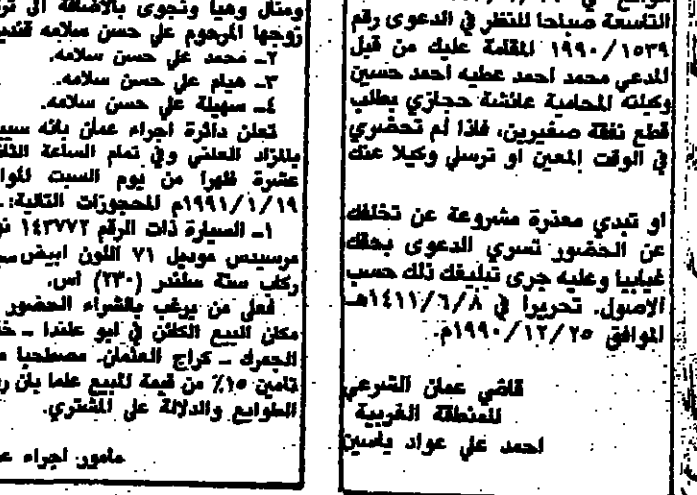 التاسعة صباحا للنظر في الدعوى رقم
١٩٩٠/١٥٣٩ المقامة عليك من قبل
المدعي محمد احمد عطيه احمد حسين
وكيلته المحامية عائشة حجازي بطلب
قطع نفقة صغيرين، فاذا لم تحضري
في الوقت المعين او ترسلي وكيلا عنك
او تبدي معذرة مشروعة عن تخلفك
عن الحضور تسري الدعوى بحقك
غيابيا وعليه جرى تبليغك ذلك حسب
الاصول. تحريرا في ١٤١١/٦/٨هـ
الموافق ١٩٩٠/١٢/٢٥م.
قاضي عمان الشرعي
للمنطقة الغربية
احمد علي عواد ياسين
ومنال وهبا ونجوى بالاضافة الى
زوجها المرحوم علي حسن سلامه
٢ـ محمد علي حسن سلامه.
٣ـ هيام علي حسن سلامه.
٤ـ سهيلة علي حسن سلامه.
تعلن دائرة اجراء عمان بانه
بالمزاد العلني وفي تمام الساعة
عشرة ظهرا من يوم السبت
١٩٩١/١/١٩م للمحجوزات التالية:
١ـ السيارة ذات الرقم ١٤٣٧٧٢
مرسيدس موديل ٧١ اللون ابيض
ركاب ستة سلندر (٢٣٠) اس.
فعلى من يرغب بالشراء الحضور
مكان البيع الكائن في ابو علندا ـ
الجمرك ـ كراج العثمان. مصطحبا
تامين ١٥٪ من قيمة المبيع علما بان
الطوابع والدلالة على المشتري.
مامور اجراء